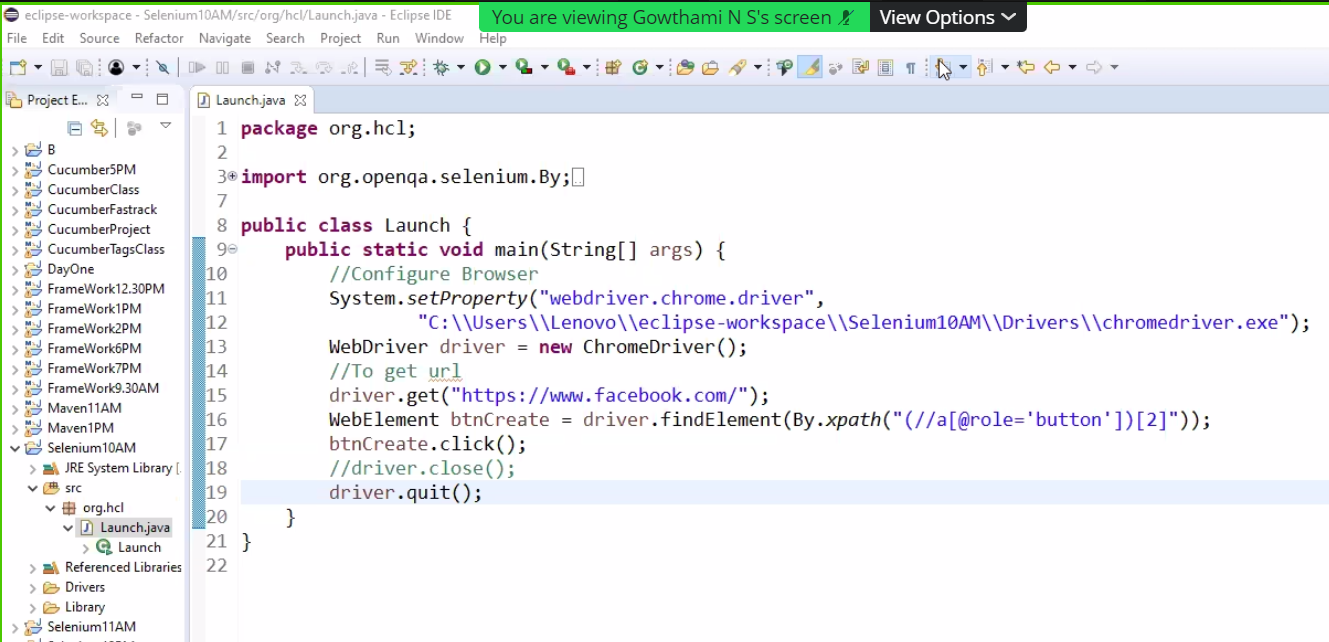 eclipse-workspace - Selenium10AM/src/org/hcl/Launch.java - Eclipse IDE
You are viewing Gowthami N S's screen
View Options
File Edit Source Refactor Navigate Search Project Run Window Help
Project E...
Launch.java
B
Cucumber5PM
CucumberClass
CucumberFastrack
CucumberProject
CucumberTagsClass
DayOne
FrameWork12.30PM
FrameWork1PM
FrameWork2PM
FrameWork6PM
FrameWork7PM
FrameWork9.30AM
Maven11AM
Maven1PM
Selenium10AM
JRE System Library [
src
org.hcl
Launch.java
Launch
Referenced Libraries
Drivers
Library
Selenium11AM
1 package org.hcl;
2
3 import org.openqa.selenium.By;
7
8 public class Launch {
9 public static void main(String[] args) {
10 //Configure Browser
11 System.setProperty("webdriver.chrome.driver",
12 "C:\\Users\\Lenovo\\eclipse-workspace\\Selenium10AM\\Drivers\\chromedriver.exe");
13 WebDriver driver = new ChromeDriver();
14 //To get url
15 driver.get("https://www.facebook.com/");
16 WebElement btnCreate = driver.findElement(By.xpath("(//a[@role='button'])[2]"));
17 btnCreate.click();
18 //driver.close();
19 driver.quit();
20 }
21 }
22